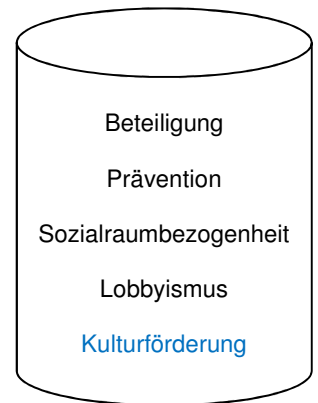 Beteiligung
Prävention
Sozialraumbezogenheit
Lobbyismus
Kulturförderung